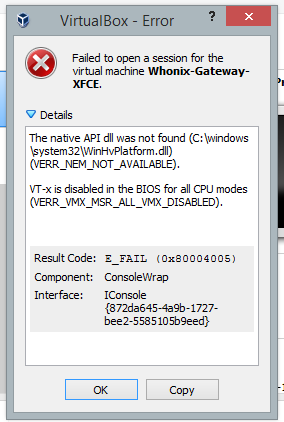 VirtualBox - Error
Failed to open a session for the
virtual machine Whonix-Gateway-
XFCE.
Details
The native API dll was not found (C:\windows
\system32\WinHvPlatform.dll)
(VERR_NEM_NOT_AVAILABLE).
VT-x is disabled in the BIOS for all CPU modes
(VERR_VMX_MSR_ALL_VMX_DISABLED).
Result Code: E_FAIL (0x80004005)
Component: ConsoleWrap
Interface: IConsole
{872da645-4a9b-1727-
bee2-5585105b9eed}
OK Copy